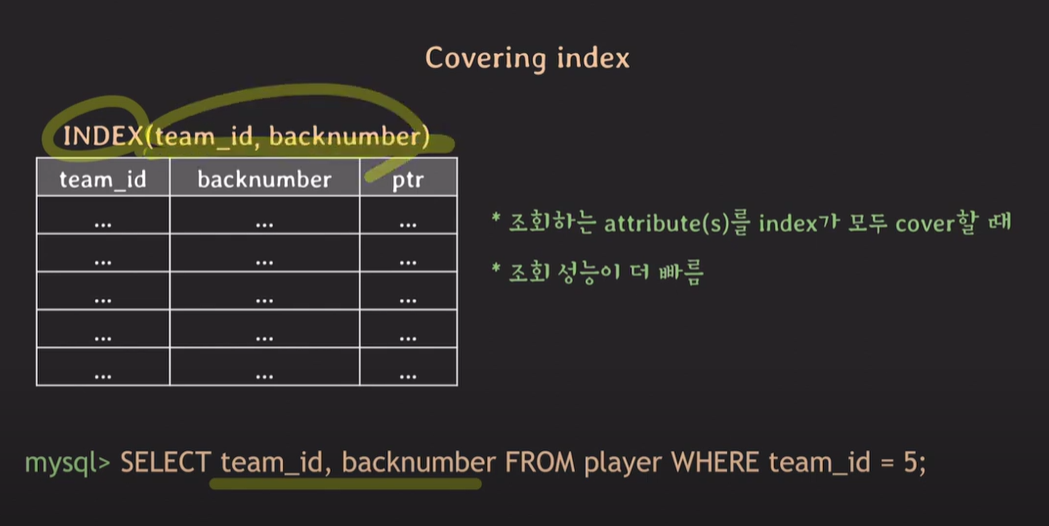 Covering index
INDEX(team_id, backnumber)
team_id backnumber ptr
... ... ...
... ... ...
... ... ...
... ... ...
... ... ...
* 조회하는 attribute(s)를 index가 모두 cover할 때
* 조회 성능이 더 빠름
mysql> SELECT team_id, backnumber FROM player WHERE team_id = 5;